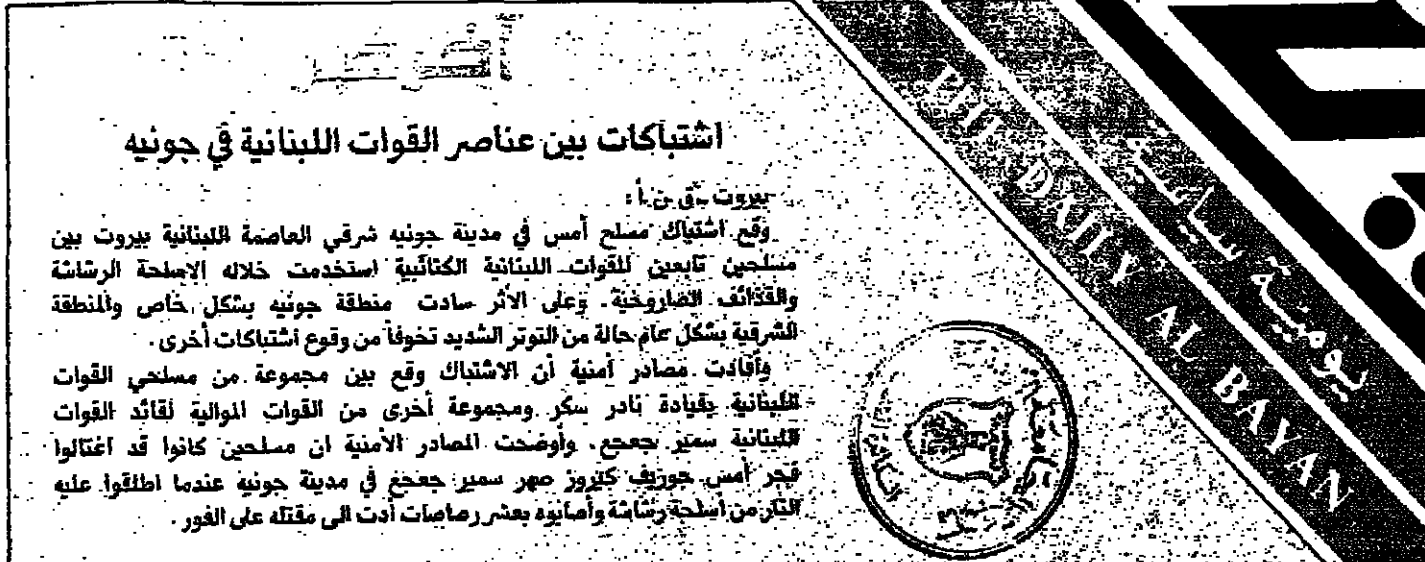 اشتباكات بين عناصر القوات اللبنانية في جونيه
بيروت - ق ن أ :
وقع اشتباك مسلح أمس في مدينة جونيه شرقي العاصمة اللبنانية بيروت بين
مسلحين تابعين للقوات اللبنانية الكتائبية استخدمت خلاله الاسلحة الرشاشة
والقذائف الصاروخية. وعلى الأثر سادت منطقة جونيه بشكل خاص والمنطقة
الشرقية بشكل عام حالة من التوتر الشديد تخوفاً من وقوع اشتباكات أخرى .
وأفادت مصادر أمنية أن الاشتباك وقع بين مجموعة من مسلحي القوات
اللبنانية بقيادة نادر سكر ومجموعة أخرى من القوات الموالية لقائد القوات
اللبنانية سمير جعجع. وأوضحت المصادر الأمنية ان مسلحين كانوا قد اغتالوا
فجر أمس جوزيف كيروز صهر سمير جعجع في مدينة جونيه عندما اطلقوا عليه
النار من أسلحة رشاشة وأصابوه بعشر رصاصات أدت الى مقتله على الفور .
يومية سياسية
THE DAILY AL BAYAN